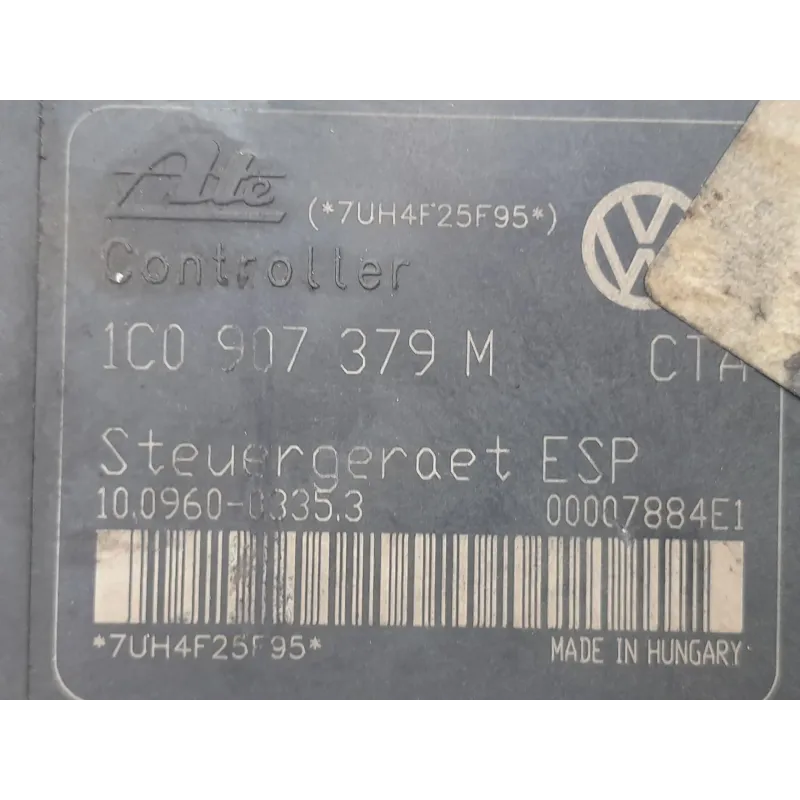 Ate
(*7UH4F25F95*)
Controller
1C0 907 379 M CTA
Steuergeraet ESP
10.0960-0335.3 00007884E1
*7UH4F25F95*
MADE IN HUNGARY